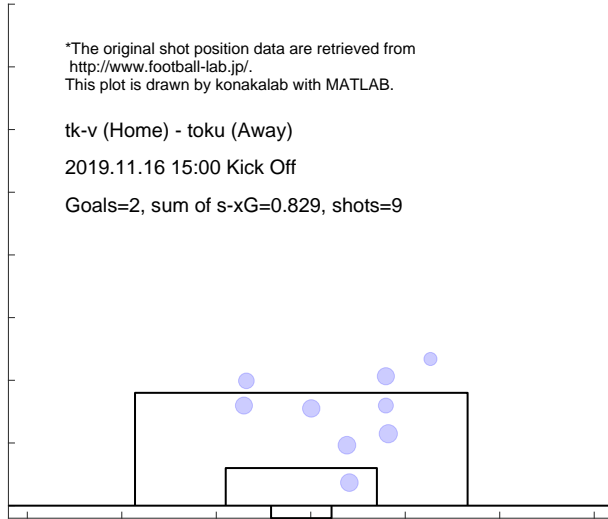 *The original shot position data are retrieved from
http://www.football-lab.jp/.
This plot is drawn by konakalab with MATLAB.
tk-v (Home) - toku (Away)
2019.11.16 15:00 Kick Off
Goals=2, sum of s-xG=0.829, shots=9